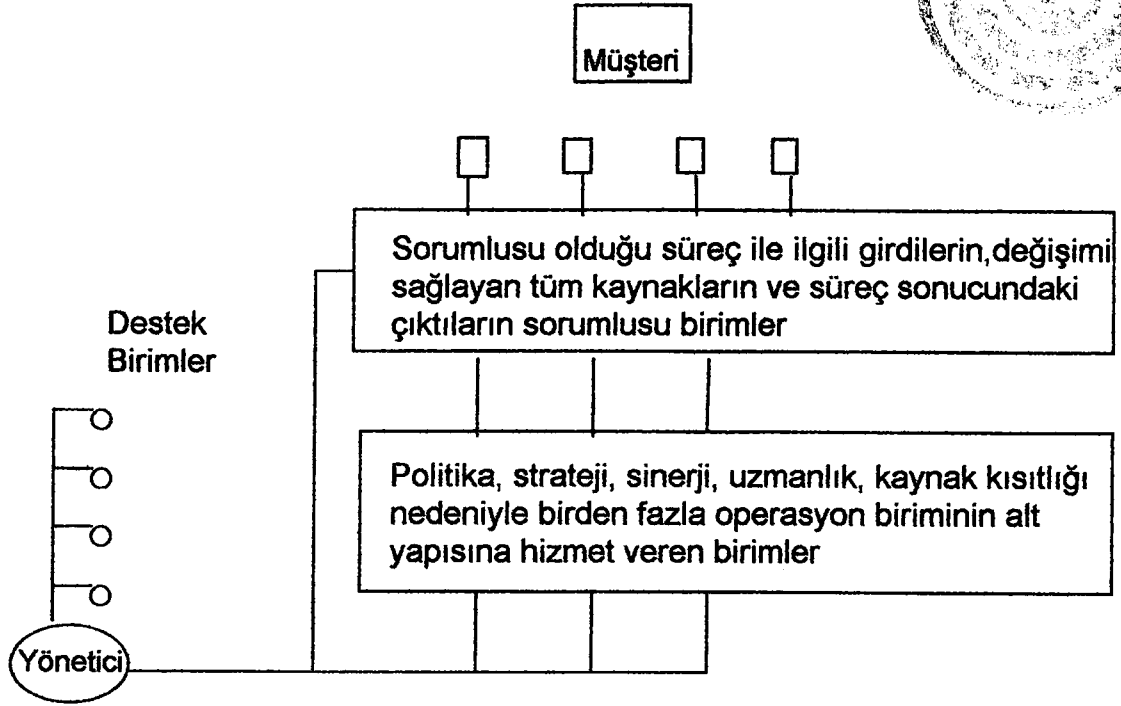 Müşteri
Sorumlusu olduğu süreç ile ilgili girdilerin,değişimi
sağlayan tüm kaynakların ve süreç sonucundaki
çıktıların sorumlusu birimler
Destek
Birimler
Politika, strateji, sinerji, uzmanlık, kaynak kısıtlığı
nedeniyle birden fazla operasyon biriminin alt
yapısına hizmet veren birimler
Yönetici